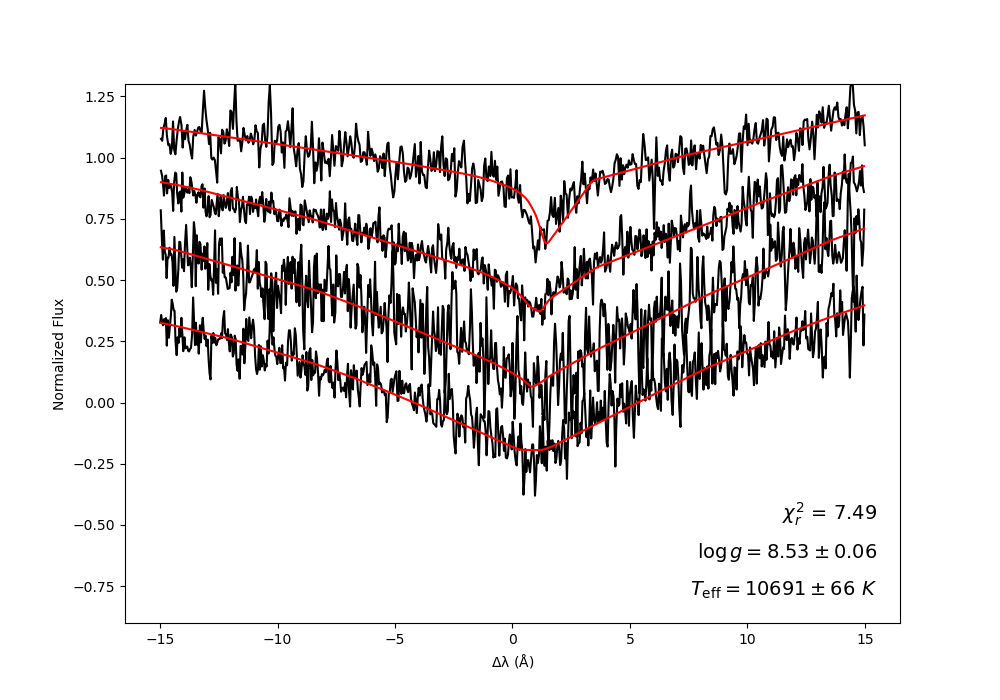 Normalized Flux
1.25
1.00
0.75
0.50
0.25
0.00
−0.25
−0.50
−0.75
χ²ᵣ = 7.49
log g = 8.53 ± 0.06
T_eff = 10691 ± 66 K
−15 −10 −5 0 5 10 15
Δλ (Å)